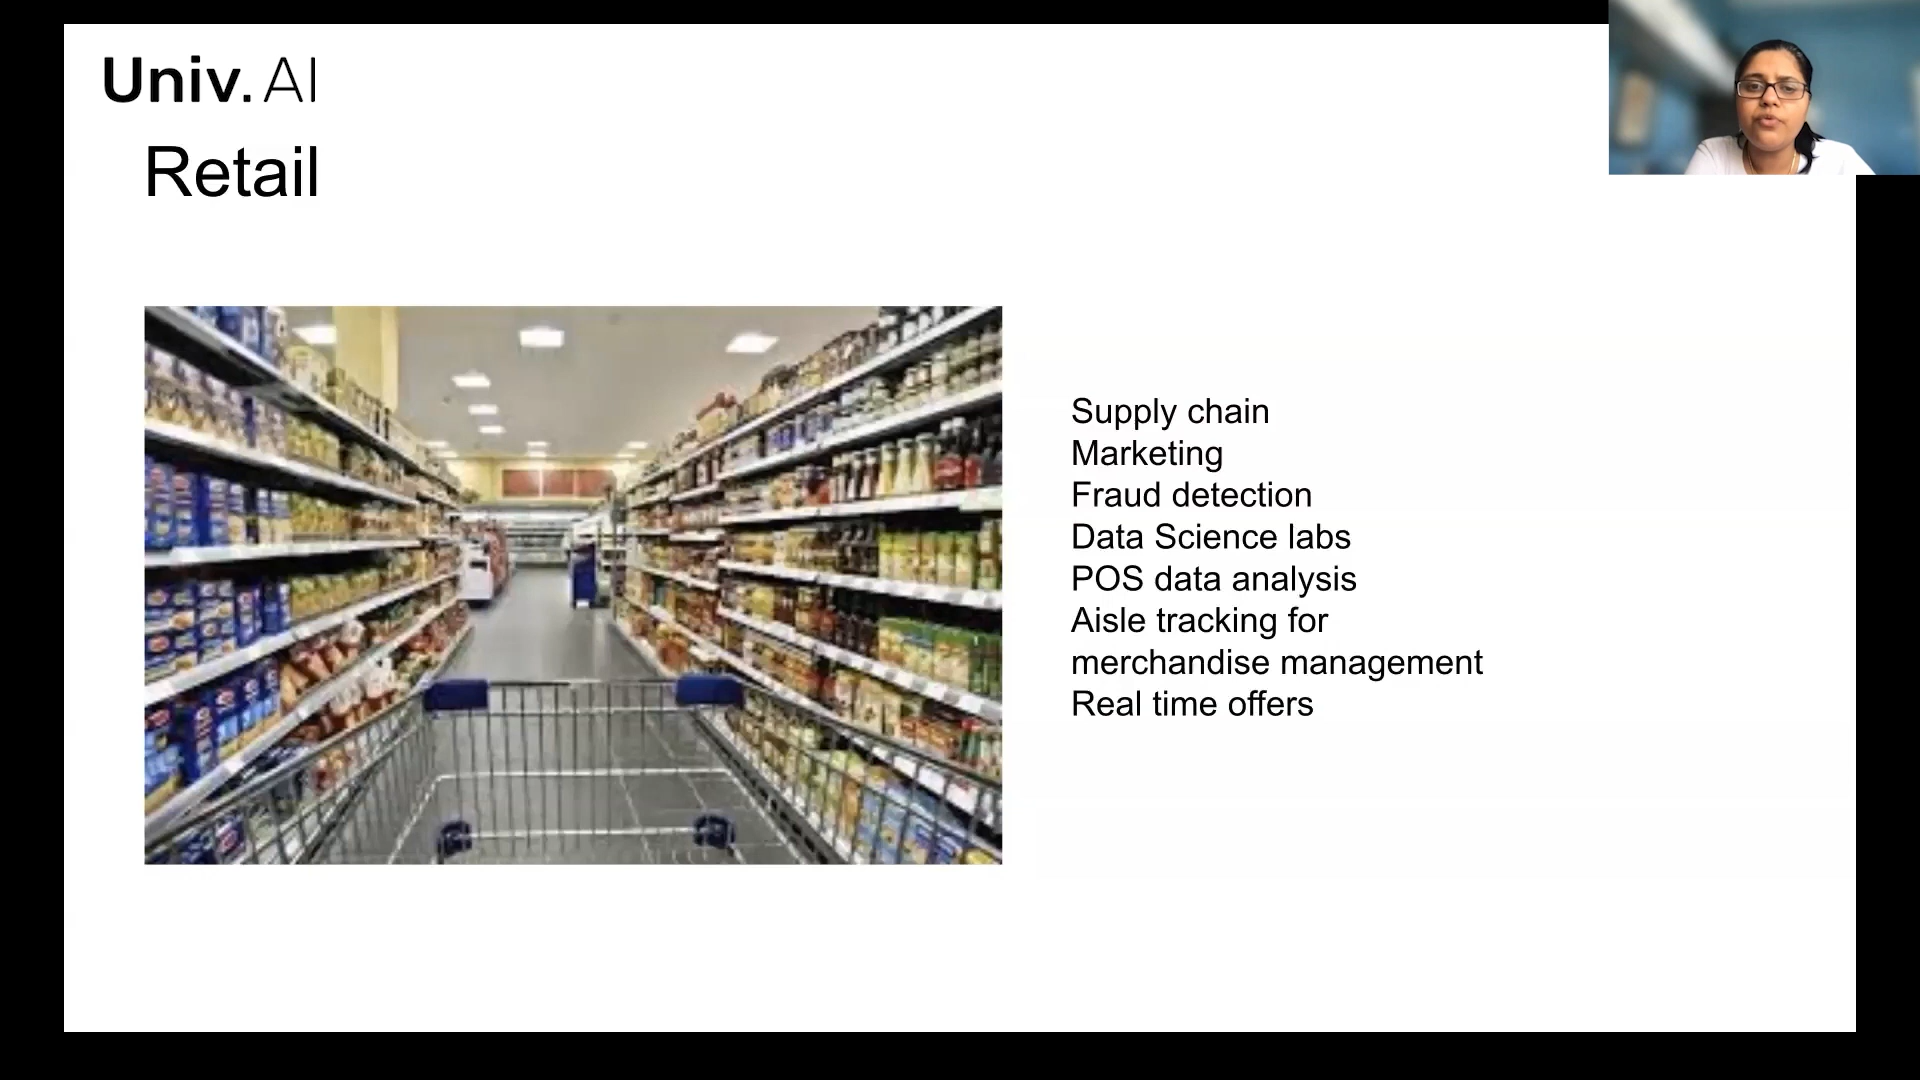 Univ.AI
Retail
Supply chain
Marketing
Fraud detection
Data Science labs
POS data analysis
Aisle tracking for
merchandise management
Real time offers